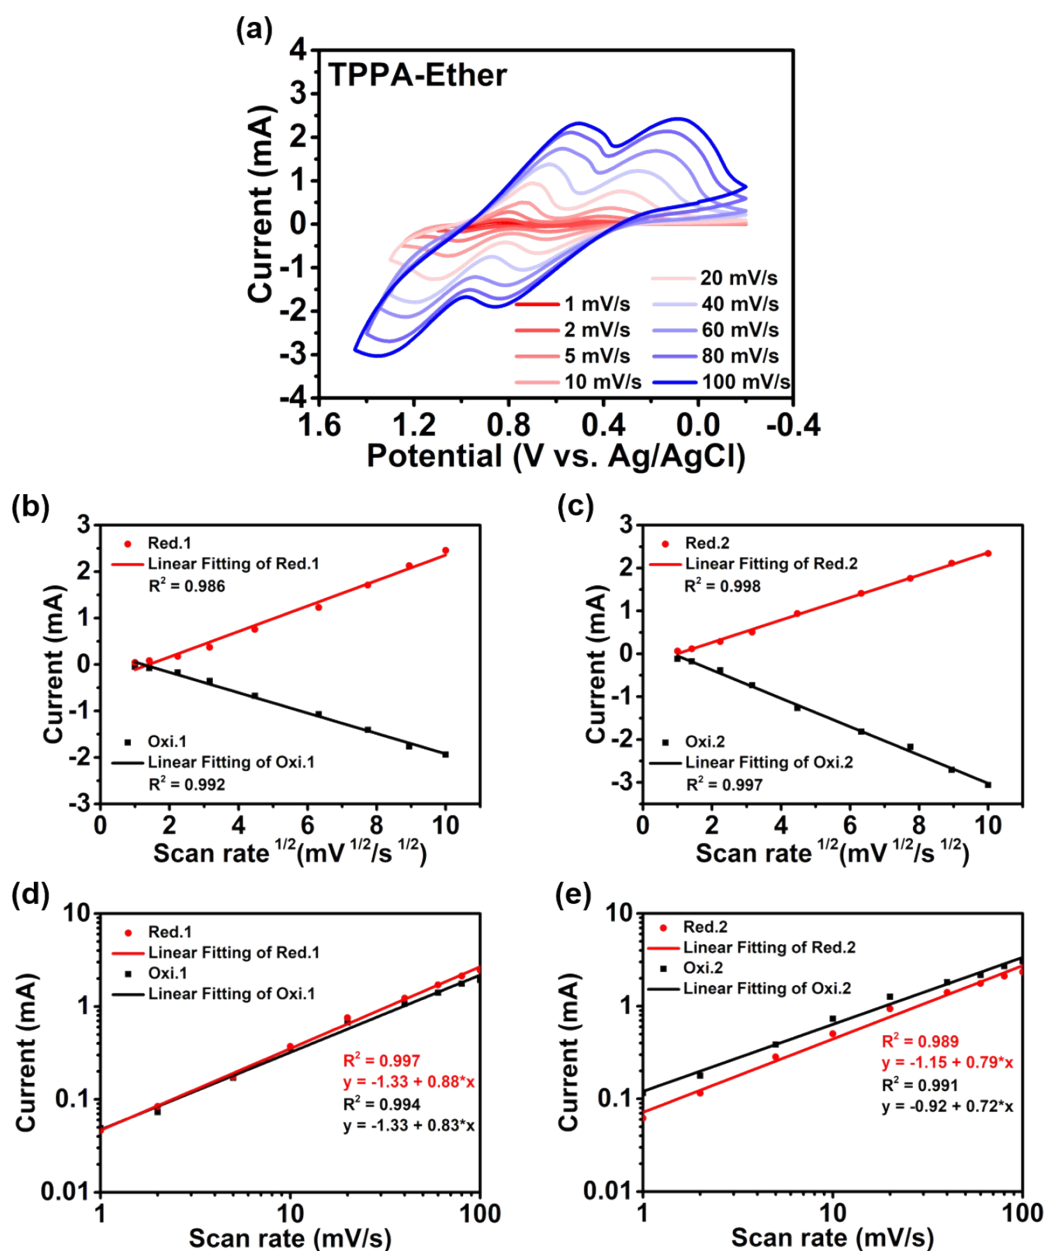 (a)
TPPA-Ether
Current (mA)
4
3
2
1
0
-1
-2
-3
-4
20 mV/s
1 mV/s
40 mV/s
2 mV/s
60 mV/s
5 mV/s
80 mV/s
10 mV/s
100 mV/s
1.6 1.2 0.8 0.4 0.0 -0.4
Potential (V vs. Ag/AgCl)
(b)
Current (mA)
3
2
1
0
-1
-2
-3
Red.1
Linear Fitting of Red.1
R² = 0.986
Oxi.1
Linear Fitting of Oxi.1
R² = 0.992
0 2 4 6 8 10
Scan rate ¹/²(mV ¹/²/s ¹/²)
(c)
Current (mA)
3
2
1
0
-1
-2
-3
Red.2
Linear Fitting of Red.2
R² = 0.998
Oxi.2
Linear Fitting of Oxi.2
R² = 0.997
0 2 4 6 8 10
Scan rate ¹/²(mV ¹/²/s ¹/²)
(d)
Current (mA)
10
1
0.1
0.01
Red.1
Linear Fitting of Red.1
Oxi.1
Linear Fitting of Oxi.1
R² = 0.997
y = -1.33 + 0.88*x
R² = 0.994
y = -1.33 + 0.83*x
1 10 100
Scan rate (mV/s)
(e)
Current (mA)
10
1
0.1
0.01
Red.2
Linear Fitting of Red.2
Oxi.2
Linear Fitting of Oxi.2
R² = 0.989
y = -1.15 + 0.79*x
R² = 0.991
y = -0.92 + 0.72*x
1 10 100
Scan rate (mV/s)